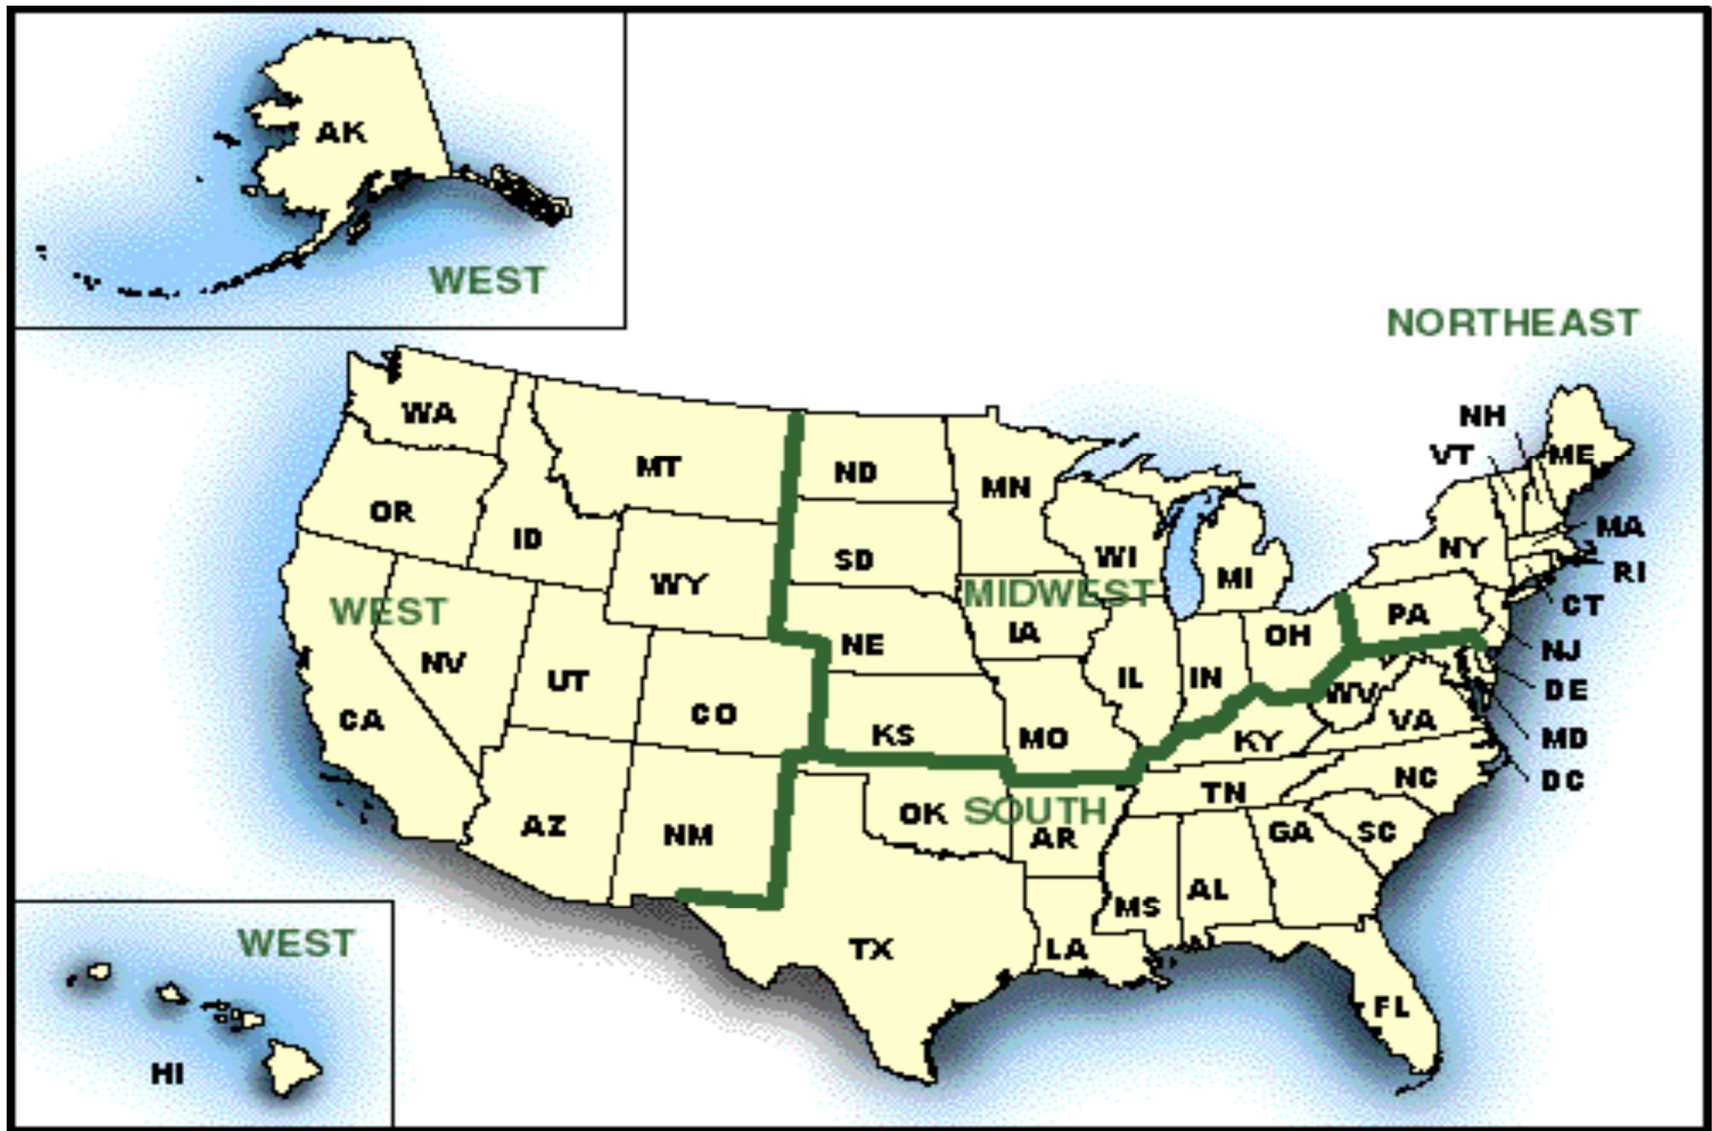 AK
WEST
NORTHEAST
WA
NH
VT
ME
MT
ND
MN
OR
MA
ID
NY
WI
SD
RI
MI
WY
MIDWEST
CT
WEST
PA
IA
OH
NE
NJ
NV
UT
IL
IN
DE
WV
CO
CA
VA
KS
MO
KY
MD
NC
DC
TN
OK
SOUTH
AZ
NM
AR
GA
SC
AL
MS
WEST
TX
LA
FL
HI